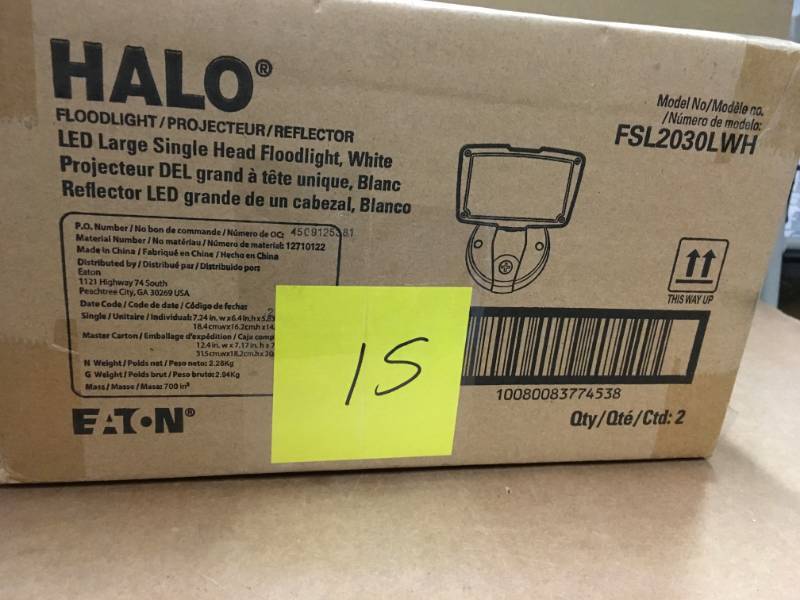 HALO®
FLOODLIGHT/PROJECTEUR/REFLECTOR
LED Large Single Head Floodlight, White
Projecteur DEL grand à tête unique, Blanc
Reflector LED grande de un cabezal, Blanco
Model No/Modèle no.
/Número de modelo:
FSL2030LWH
P.O. Number / No bon de commande / Número de OC: 4509125381
Material Number / No matériau / Número de material: 12710122
Made in China / Fabriqué en Chine / Hecho en China
Distributed by / Distribué par / Distribuido por:
Eaton
1121 Highway 74 South
Peachtree City, GA 30269 USA
Date Code / Code de date / Código de fecha:
Single / Unitaire / Individual: 7.24 in. w x 6.4 in. h x 5.83
18.4cm.w x 16.2cm.h x 14.
Master Carton / Emballage d'expédition / Caja
12.4 in. w x 7.17 in. h x 7
31.5cm.w x 18.2cm.h x 20
N Weight / Poids net / Peso neto: 2.28Kg
G Weight / Poids brut / Peso bruto: 2.94Kg
Mass / Masse / Masa: 700 in³
EATON®
15
THIS WAY UP
10080083774538
Qty/Qté/Ctd: 2